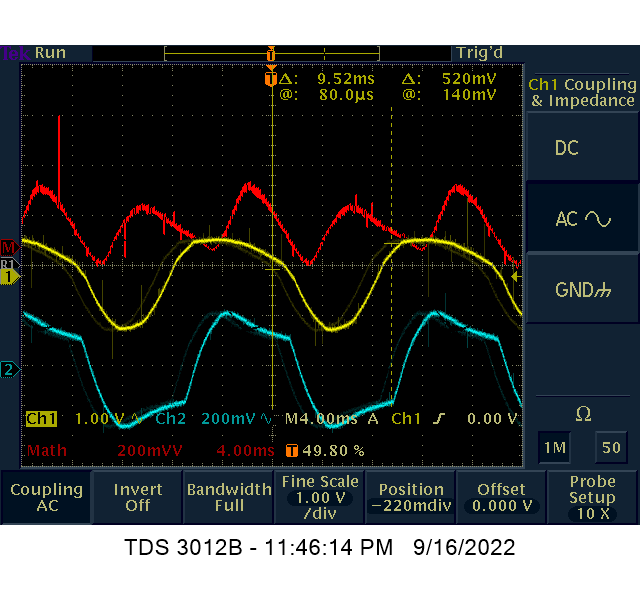 Tek Run Trig'd
Δ: 9.52ms Δ: 520mV
@: 80.0µs @: 140mV
Ch1 Coupling
& Impedance
DC
AC
GND
M
R1
1
2
Ch1 1.00 V Ch2 200mV M 4.00ms A Ch1 0.00 V
Math 200mVV 4.00ms T 49.80 %
Ω
1M 50
Coupling
AC
Invert
Off
Bandwidth
Full
Fine Scale
1.00 V
/div
Position
-220mdiv
Offset
0.000 V
Probe
Setup
10 X
TDS 3012B - 11:46:14 PM 9/16/2022